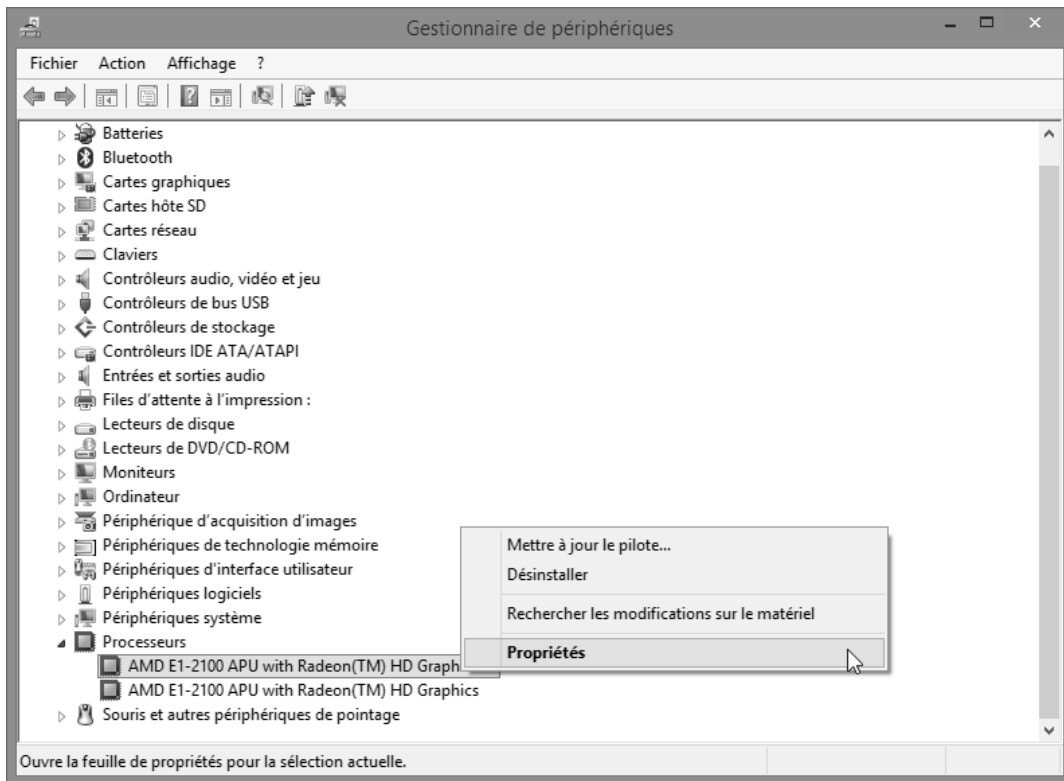 Gestionnaire de périphériques
Fichier Action Affichage ?
Batteries
Bluetooth
Cartes graphiques
Cartes hôte SD
Cartes réseau
Claviers
Contrôleurs audio, vidéo et jeu
Contrôleurs de bus USB
Contrôleurs de stockage
Contrôleurs IDE ATA/ATAPI
Entrées et sorties audio
Files d'attente à l'impression :
Lecteurs de disque
Lecteurs de DVD/CD-ROM
Moniteurs
Ordinateur
Périphérique d'acquisition d'images
Périphériques de technologie mémoire
Périphériques d'interface utilisateur
Périphériques logiciels
Périphériques système
Processeurs
AMD E1-2100 APU with Radeon(TM) HD Graph
AMD E1-2100 APU with Radeon(TM) HD Graphics
Souris et autres périphériques de pointage
Mettre à jour le pilote...
Désinstaller
Rechercher les modifications sur le matériel
Propriétés
Ouvre la feuille de propriétés pour la sélection actuelle.